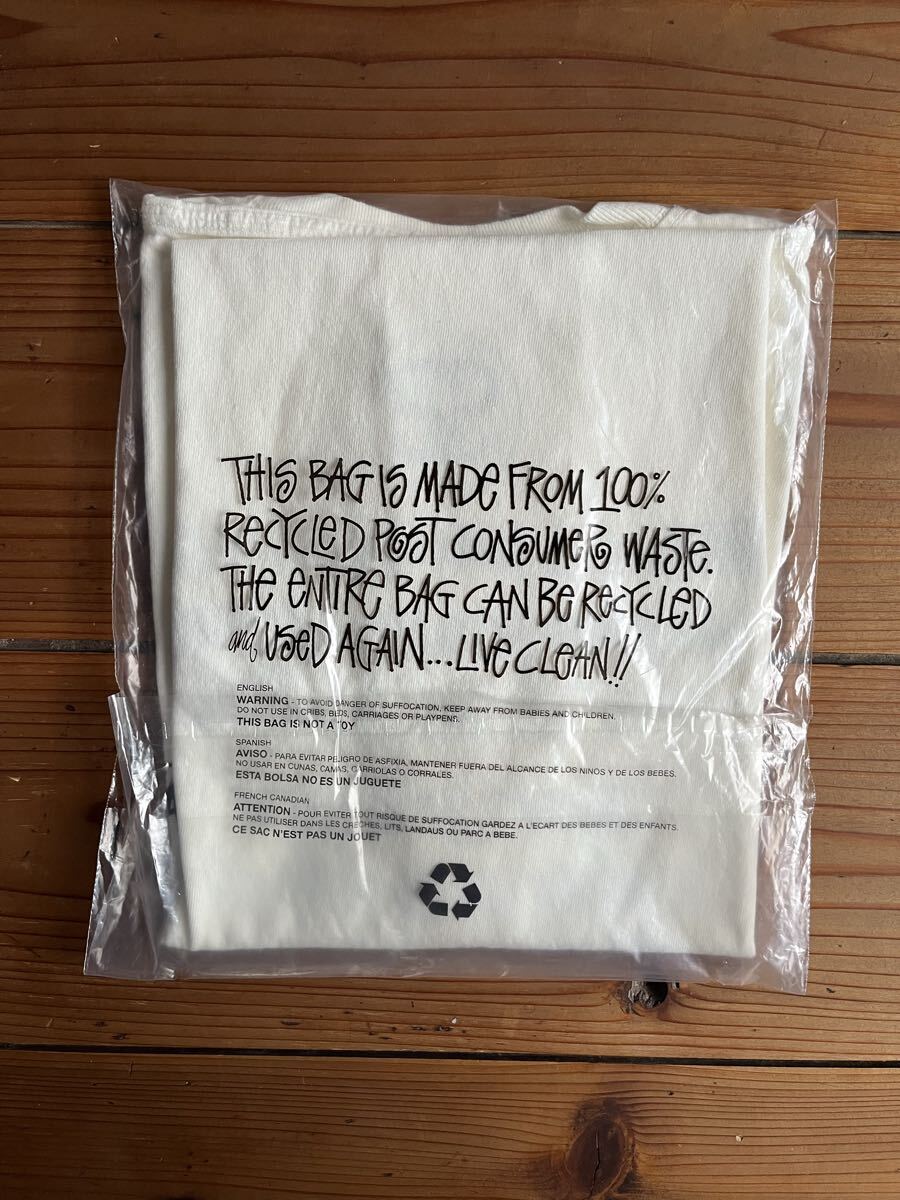 THIS BAG IS MADE FROM 100%
RECYCLED POST CONSUMER WASTE.
THE ENTIRE BAG CAN BE RECYCLED
and USED AGAIN... LIVE CLEAN!!
ENGLISH
WARNING - TO AVOID DANGER OF SUFFOCATION, KEEP AWAY FROM BABIES AND CHILDREN.
DO NOT USE IN CRIBS, BEDS, CARRIAGES OR PLAYPENS.
THIS BAG IS NOT A TOY
SPANISH
AVISO - PARA EVITAR PELIGRO DE ASFIXIA, MANTENER FUERA DEL ALCANCE DE LOS NINOS Y DE LOS BEBES.
NO USAR EN CUNAS, CAMAS, CARRIOLAS O CORRALES.
ESTA BOLSA NO ES UN JUGUETE
FRENCH CANADIAN
ATTENTION - POUR EVITER TOUT RISQUE DE SUFFOCATION GARDEZ A L'ECART DES BEBES ET DES ENFANTS.
NE PAS UTILISER DANS LES CRECHES, LITS, LANDAUS OU PARC A BEBE.
CE SAC N'EST PAS UN JOUET